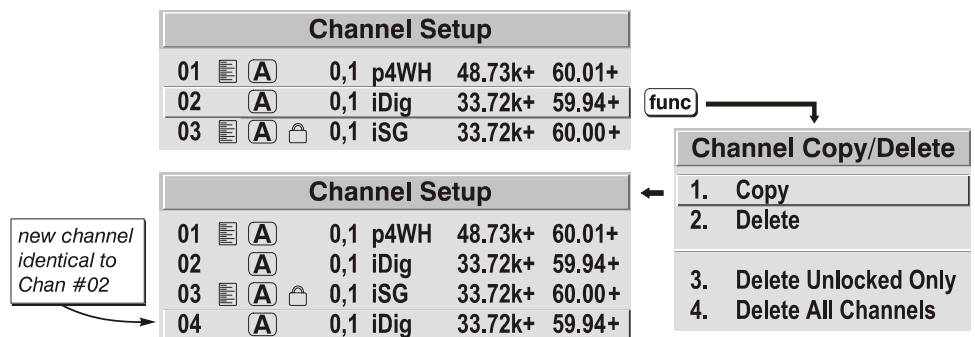 Channel Setup
01 A 0,1 p4WH 48.73k+ 60.01+
02 A 0,1 iDig 33.72k+ 59.94+
03 A 0,1 iSG 33.72k+ 60.00+
func
Channel Copy/Delete
1. Copy
2. Delete
3. Delete Unlocked Only
4. Delete All Channels
Channel Setup
01 A 0,1 p4WH 48.73k+ 60.01+
02 A 0,1 iDig 33.72k+ 59.94+
03 A 0,1 iSG 33.72k+ 60.00+
04 A 0,1 iDig 33.72k+ 59.94+
new channel
identical to
Chan #02